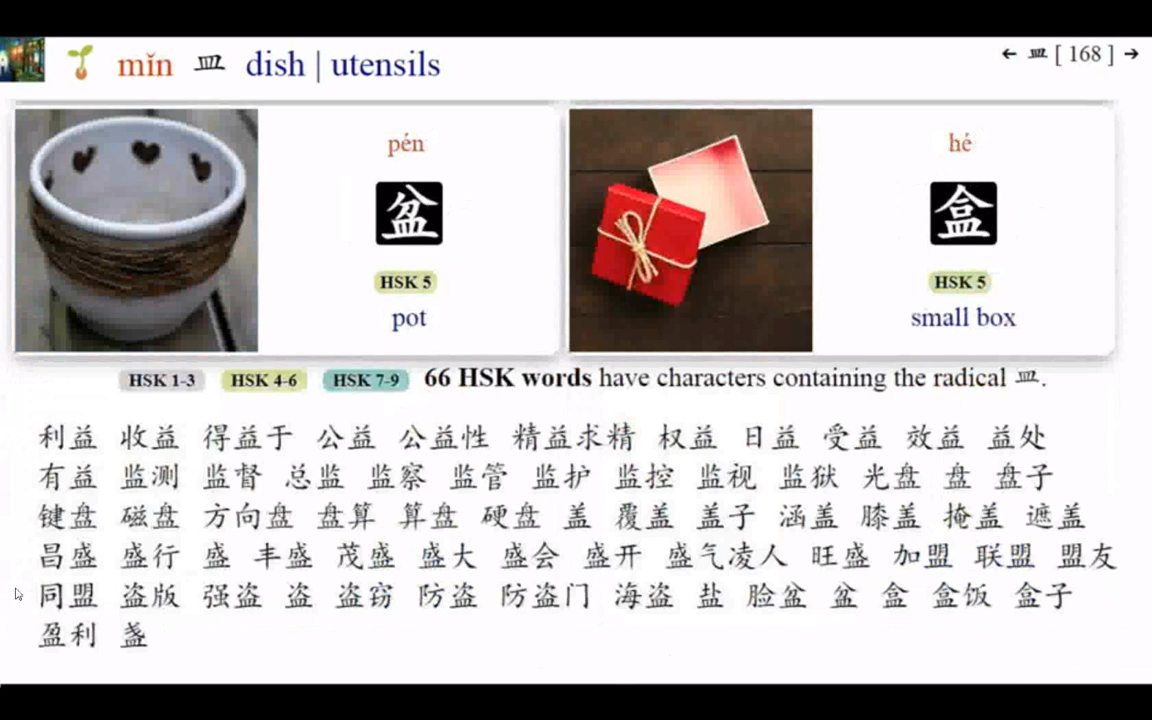 mǐn 皿 dish | utensils
← 皿 [ 168 ] →
pén
盆
HSK 5
pot
hé
盒
HSK 5
small box
HSK 1-3 HSK 4-6 HSK 7-9 66 HSK words have characters containing the radical 皿.
利益 收益 得益于 公益 公益性 精益求精 权益 日益 受益 效益 益处
有益 监测 监督 总监 监察 监管 监护 监控 监视 监狱 光盘 盘 盘子
键盘 磁盘 方向盘 盘算 算盘 硬盘 盖 覆盖 盖子 涵盖 膝盖 掩盖 遮盖
昌盛 盛行 盛 丰盛 茂盛 盛大 盛会 盛开 盛气凌人 旺盛 加盟 联盟 盟友
同盟 盗版 强盗 盗 盗窃 防盗 防盗门 海盗 盐 脸盆 盆 盒 盒饭 盒子
盈利 盏